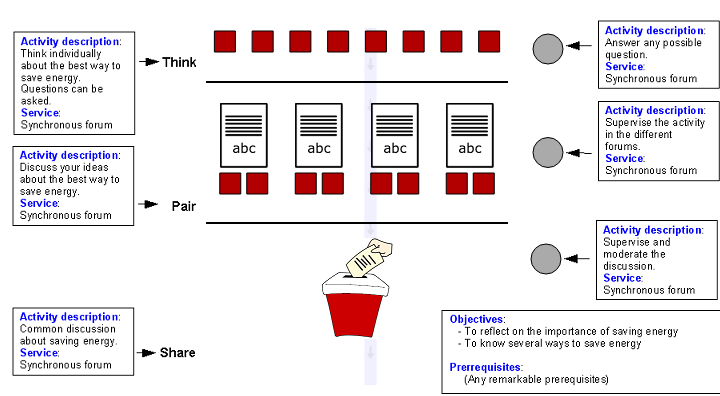 Activity description:
Think individually
about the best way to
save energy.
Questions can be
asked.
Service:
Synchronous forum
Think
Activity description:
Answer any possible
question.
Service:
Synchronous forum
abc
abc
abc
abc
Activity description:
Discuss your ideas
about the best way to
save energy.
Service:
Synchronous forum
Pair
Activity description:
Supervise the activity
in the different
forums.
Service:
Synchronous forum
Activity description:
Supervise and
moderate the
discussion.
Service:
Synchronous forum
Activity description:
Common discussion
about saving energy.
Service:
Synchronous forum
Share
Objectives:
- To reflect on the importance of saving energy
- To know several ways to save energy
Prerequisites:
(Any remarkable prerequisites)